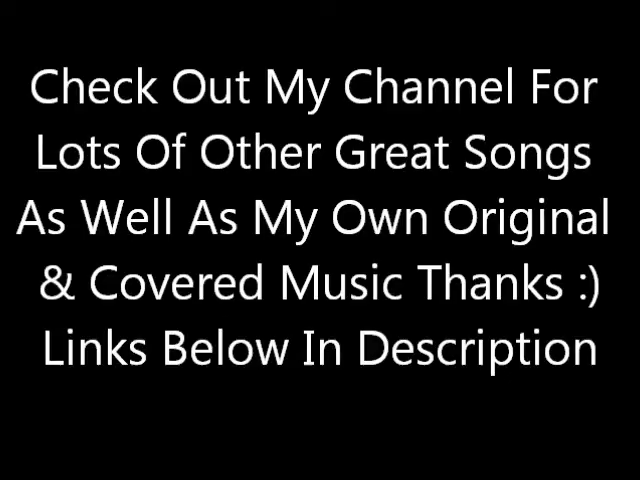 Check Out My Channel For
Lots Of Other Great Songs
As Well As My Own Original
& Covered Music Thanks :)
Links Below In Description